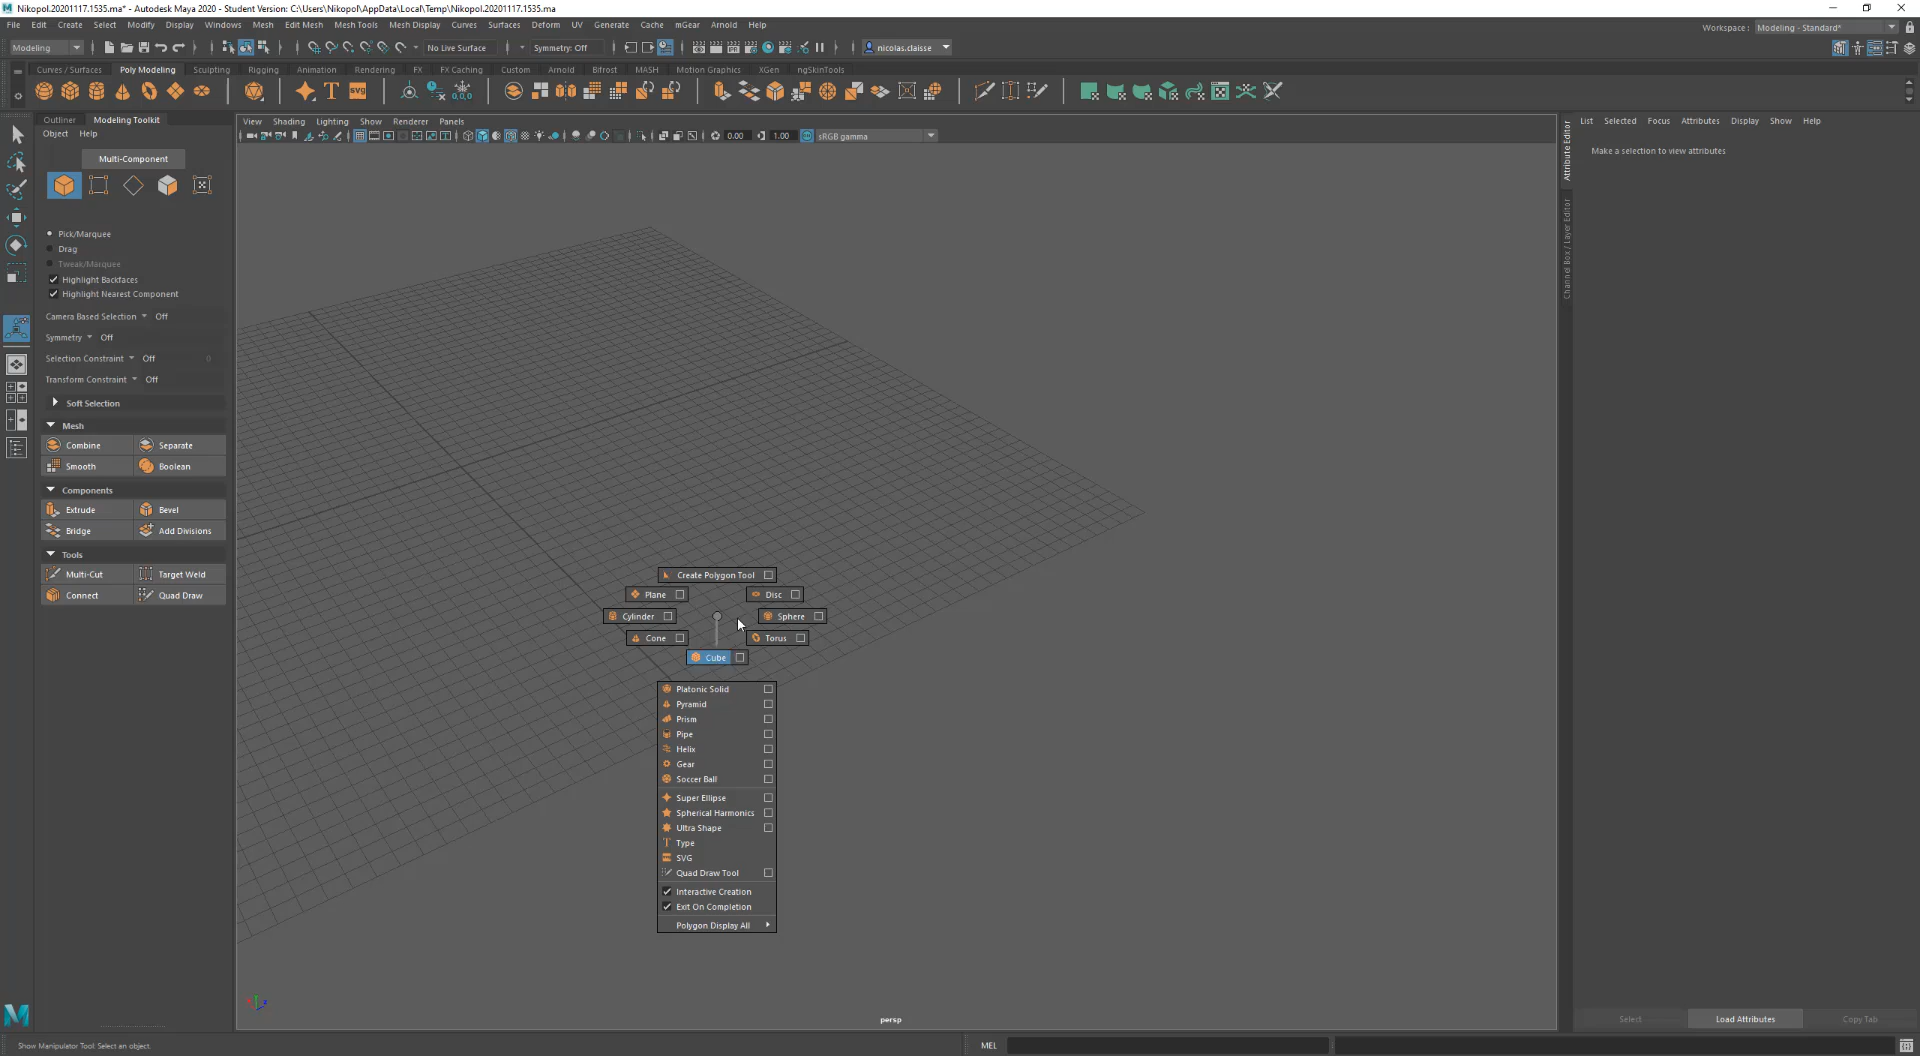 Nikopol.20201117.1535.ma* - Autodesk Maya 2020 - Student Version: C:\Users\Nikopol\AppData\Local\Temp\Nikopol.20201117.1535.ma
File Edit Create Select Modify Display Windows Mesh Edit Mesh Mesh Tools Mesh Display Curves Surfaces Deform UV Generate Cache mGear Arnold Help
Workspace: Modeling - Standard*
Modeling No Live Surface Symmetry: Off nicolas.claisse
Curves / Surfaces Poly Modeling Sculpting Rigging Animation Rendering FX FX Caching Custom Arnold Bifrost MASH Motion Graphics XGen ngSkinTools
SVG
0,0,0
Outliner Modeling Toolkit
Object Help
Multi-Component
Pick/Marquee
Drag
Tweak/Marquee
Highlight Backfaces
Highlight Nearest Component
Camera Based Selection Off
Symmetry Off
Selection Constraint Off 0
Transform Constraint Off
Soft Selection
Mesh
Combine Separate
Smooth Boolean
Components
Extrude Bevel
Bridge Add Divisions
Tools
Multi-Cut Target Weld
Connect Quad Draw
View Shading Lighting Show Renderer Panels
0.00 1.00 sRGB gamma
Create Polygon Tool
Plane Disc
Cylinder Sphere
Cone Torus
Cube
Platonic Solid
Pyramid
Prism
Pipe
Helix
Gear
Soccer Ball
Super Ellipse
Spherical Harmonics
Ultra Shape
Type
SVG
Quad Draw Tool
Interactive Creation
Exit On Completion
Polygon Display All
persp
List Selected Focus Attributes Display Show Help
Make a selection to view attributes
Attribute Editor
Channel Box / Layer Editor
Select Load Attributes Copy Tab
Show Manipulator Tool: Select an object.
MEL